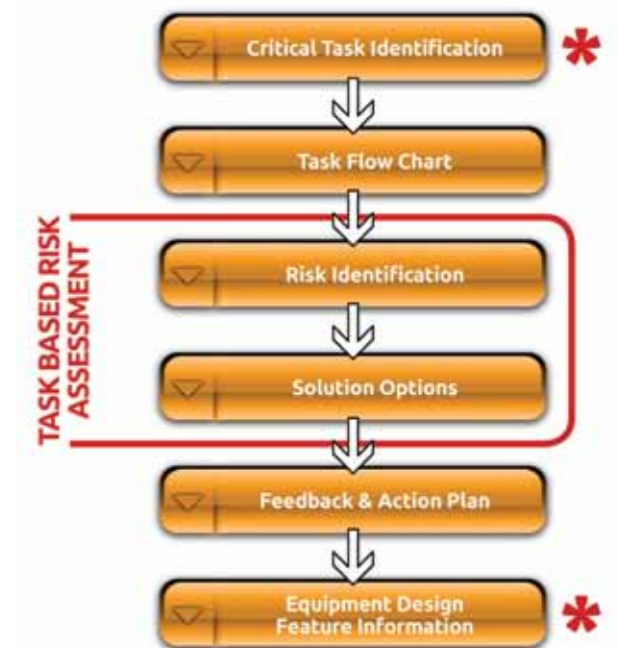 Critical Task Identification
*
Task Flow Chart
TASK BASED RISK
ASSESSMENT
Risk Identification
Solution Options
Feedback & Action Plan
Equipment Design
Feature Information
*